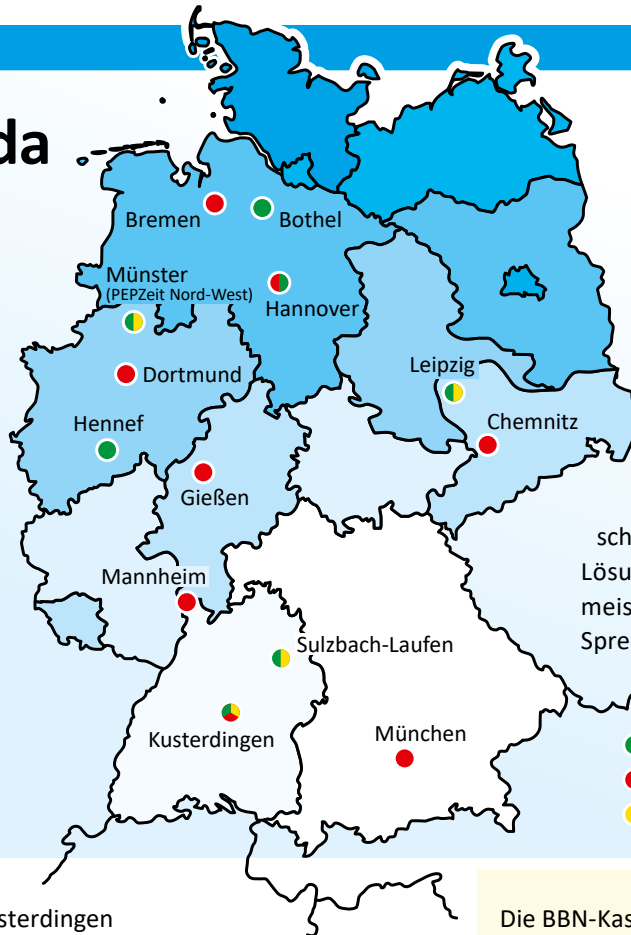 da
Bremen
Bothel
Münster
(PEPZeit Nord-West)
Hannover
Dortmund
Leipzig
Hennef
Chemnitz
Gießen
sch
Lösu
Mannheim
meis
Spre
Sulzbach-Laufen
Kusterdingen
München
sterdingen
Die BBN-Kas